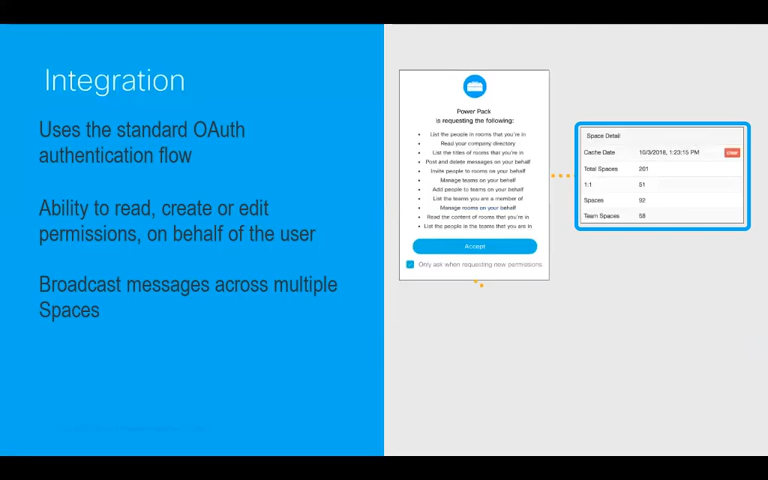 Integration
Uses the standard OAuth
authentication flow
Ability to read, create or edit
permissions, on behalf of the user
Broadcast messages across multiple
Spaces
Power Pack
is requesting the following:
• List the people in rooms that you're in
• Read your company directory
• List the titles of rooms that you're in
• Post and delete messages on your behalf
• Invite people to rooms on your behalf
• Manage teams on your behalf
• Add people to teams on your behalf
• List the teams you are a member of
• Manage rooms on your behalf
• Read the content of rooms that you're in
• List the people in the teams that you are in
Accept
Only ask when requesting new permissions
Space Detail
Cache Date 10/3/2018, 1:23:15 PM clear
Total Spaces 201
1:1 51
Spaces 92
Team Spaces 58